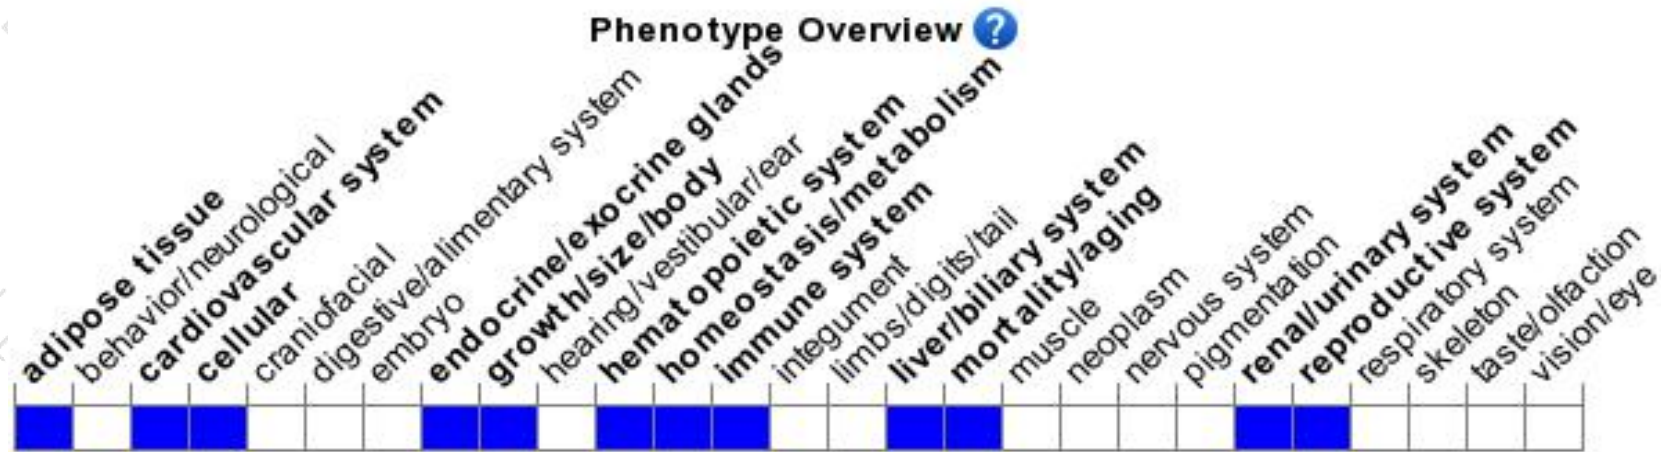 Phenotype Overview ?
adipose tissue
behavior/neurological
cardiovascular system
cellular
craniofacial
digestive/alimentary system
embryo
endocrine/exocrine glands
growth/size/body
hearing/vestibular/ear
hematopoietic system
homeostasis/metabolism
immune system
integument
limbs/digits/tail
liver/biliary system
mortality/aging
muscle
neoplasm
nervous system
pigmentation
renal/urinary system
reproductive system
respiratory system
skeleton
taste/olfaction
vision/eye